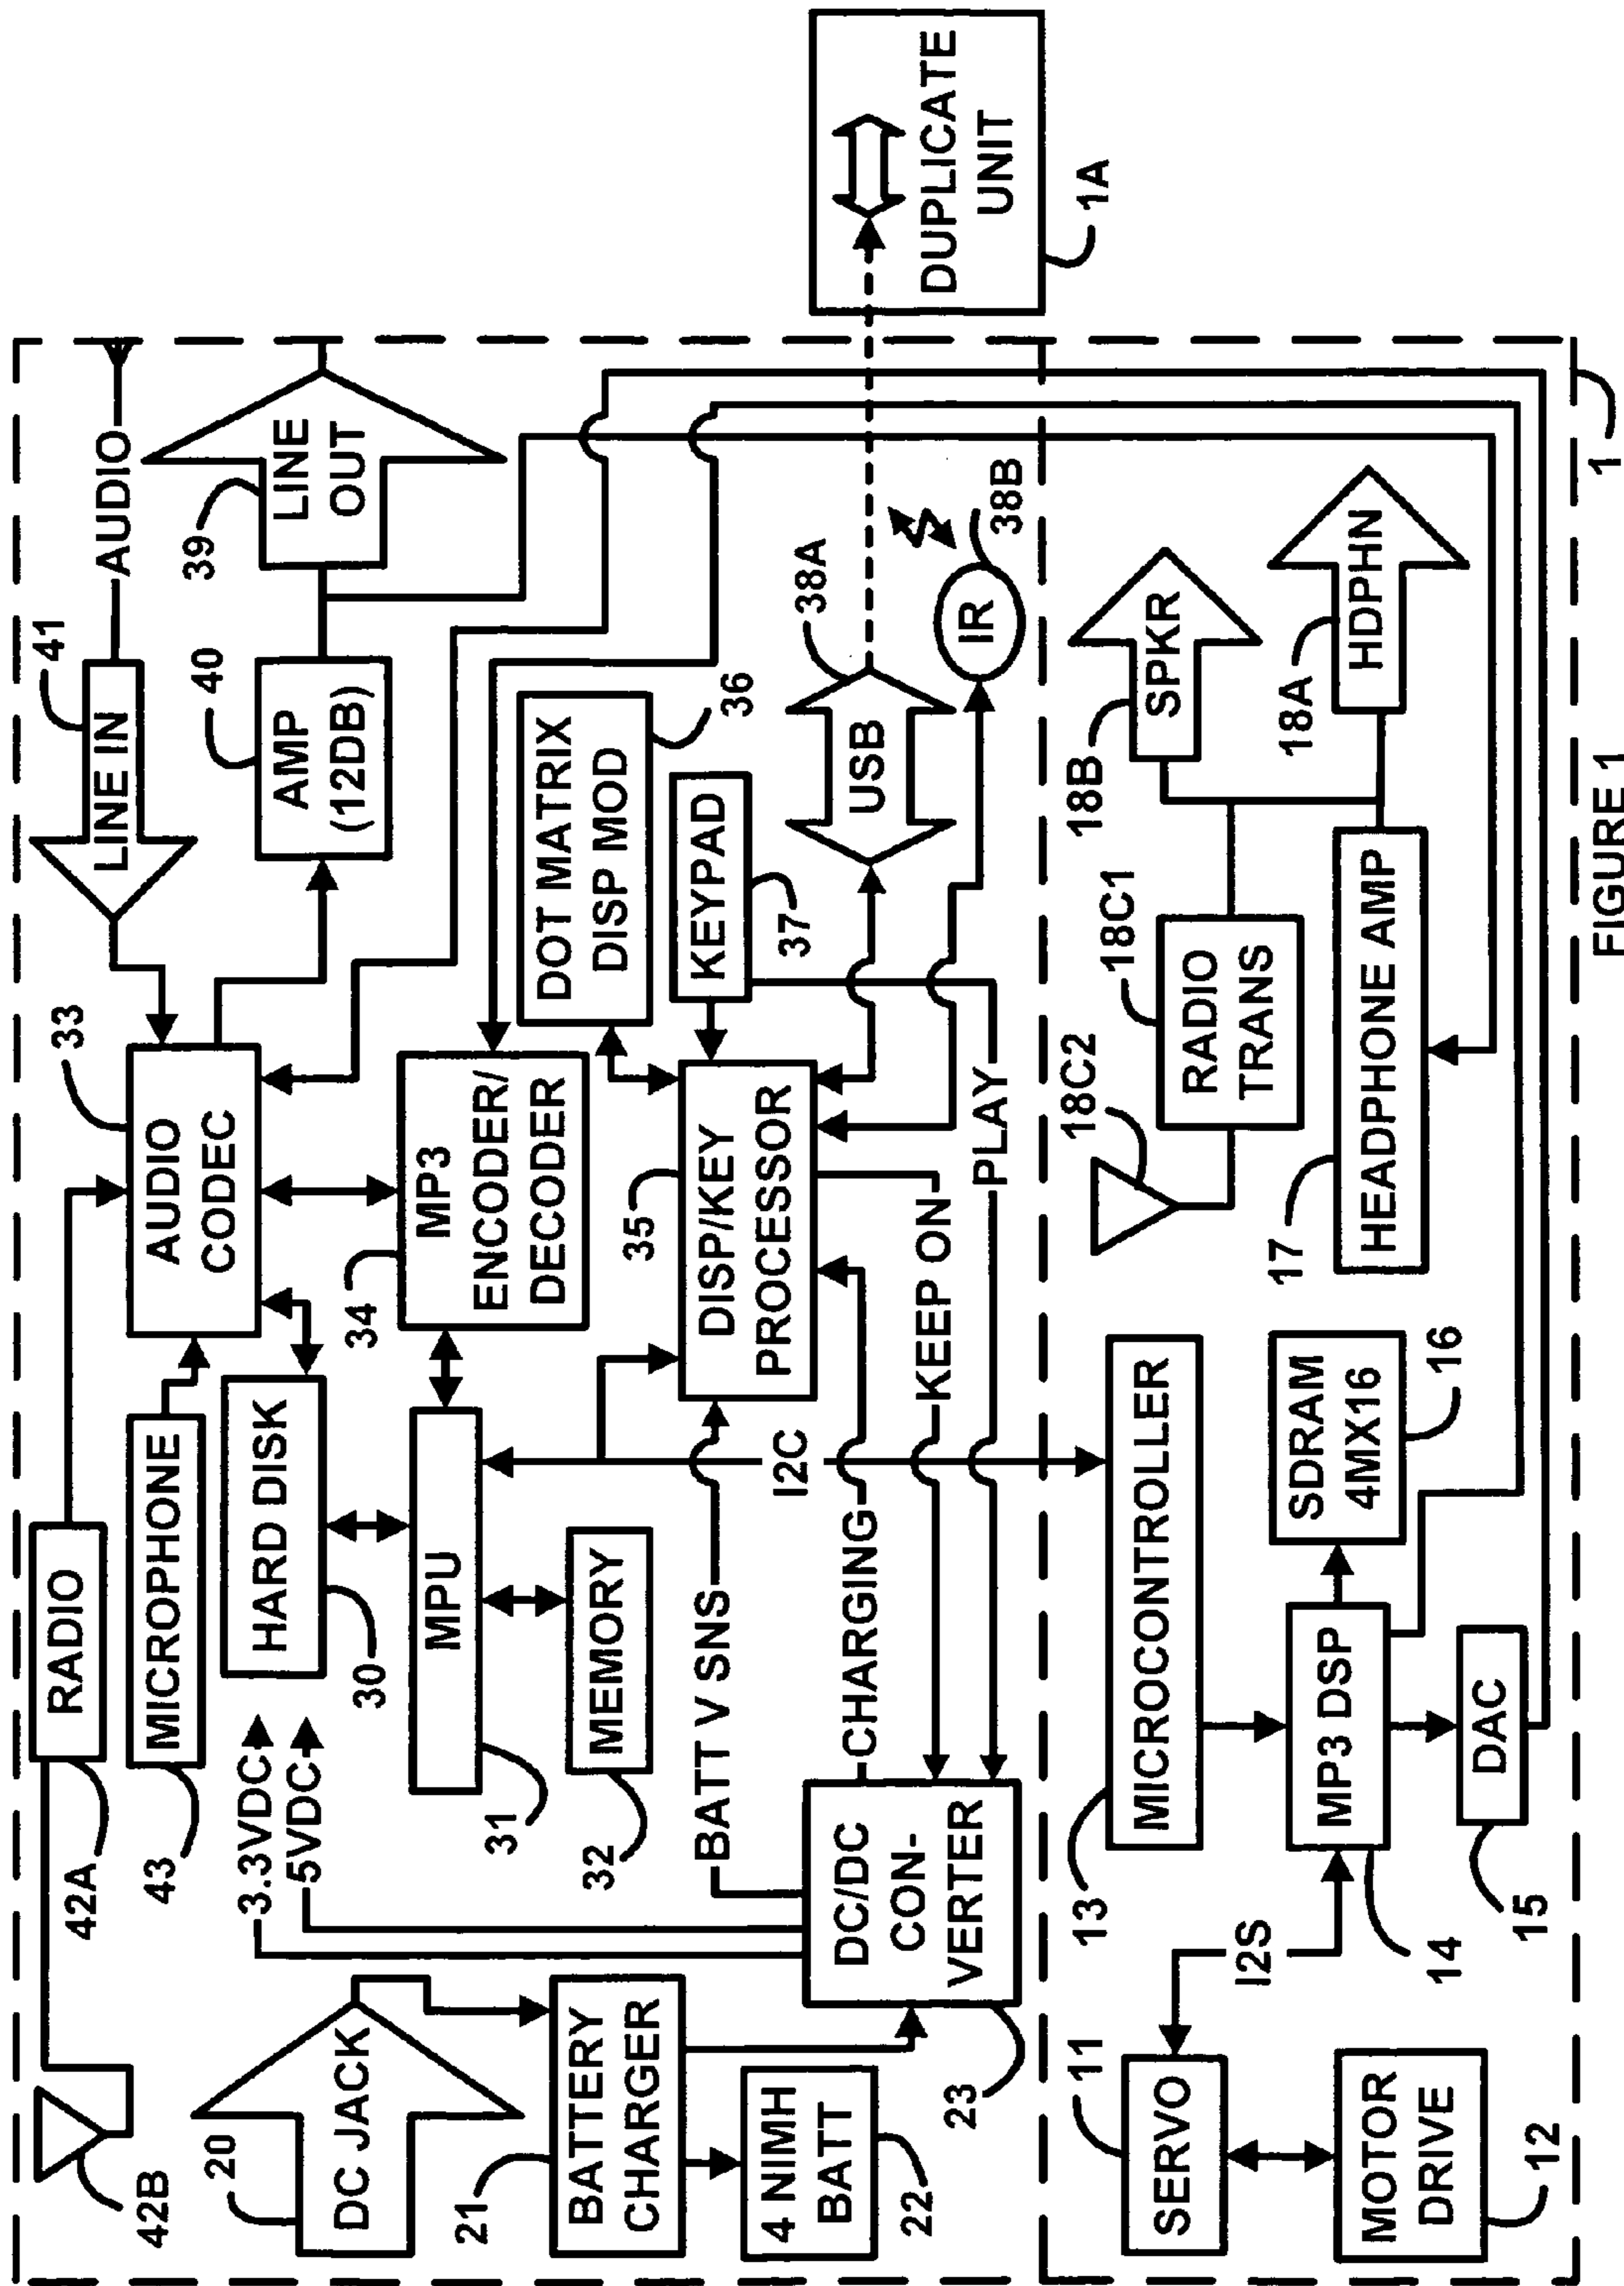 42B
42A
RADIO
43
MICROPHONE
3.3VDC
5VDC
HARD DISK
30
33
AUDIO
CODEC
41
LINE IN
AUDIO
39
LINE
OUT
40
AMP
(12DB)
20
DC JACK
31
MPU
34
MP3
ENCODER/
DECODER
DOT MATRIX
DISP MOD
36
21
BATTERY
CHARGER
32
MEMORY
BATT V SNS
I2C
35
DISP/KEY
PROCESSOR
KEYPAD
37
4 NIMH
BATT
22
DC/DC
CON-
VERTER
23
CHARGING
KEEP ON
PLAY
USB
38A
IR
38B
DUPLICATE
UNIT
1A
11
SERVO
MOTOR
DRIVE
12
I2S
13
MICROCONTROLLER
14
MP3 DSP
SDRAM
4MX16
16
15
DAC
18C2
18C1
RADIO
TRANS
18B
SPKR
18A
HDPHN
17
HEADPHONE AMP
1
FIGURE 1